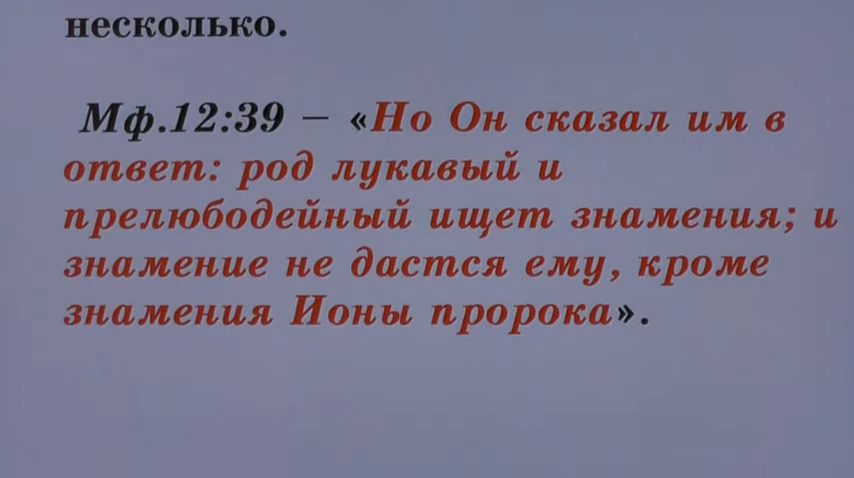 несколько.
Мф.12:39 – «Но Он сказал им в
ответ: род лукавый и
прелюбодейный ищет знамения; и
знамение не дастся ему, кроме
знамения Ионы пророка».